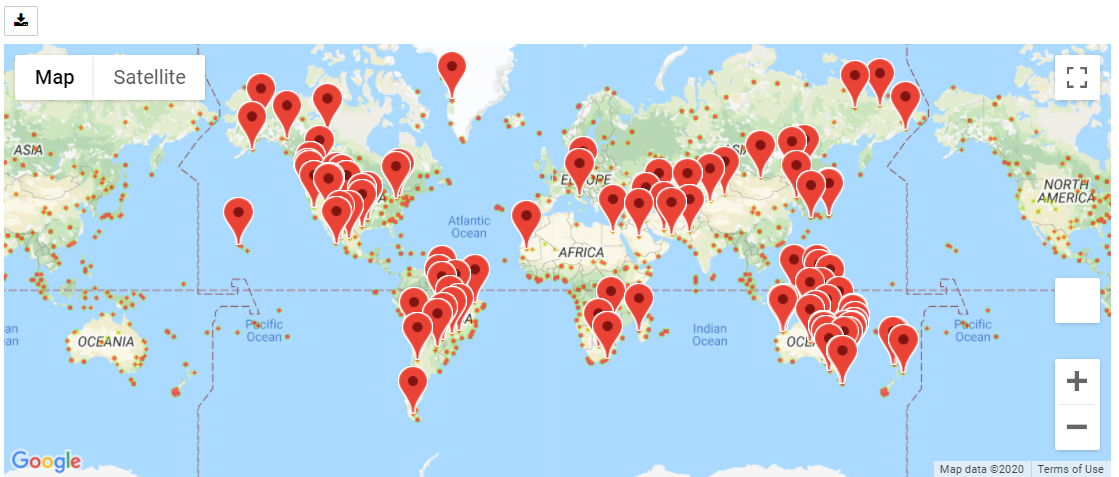 Map Satellite
ASIA
EUROPE
NORTH
AMERICA
Atlantic
Ocean
AFRICA
Pacific
Ocean
Indian
Ocean
Pacific
Ocean
OCEANIA
Google
Map data ©2020 Terms of Use